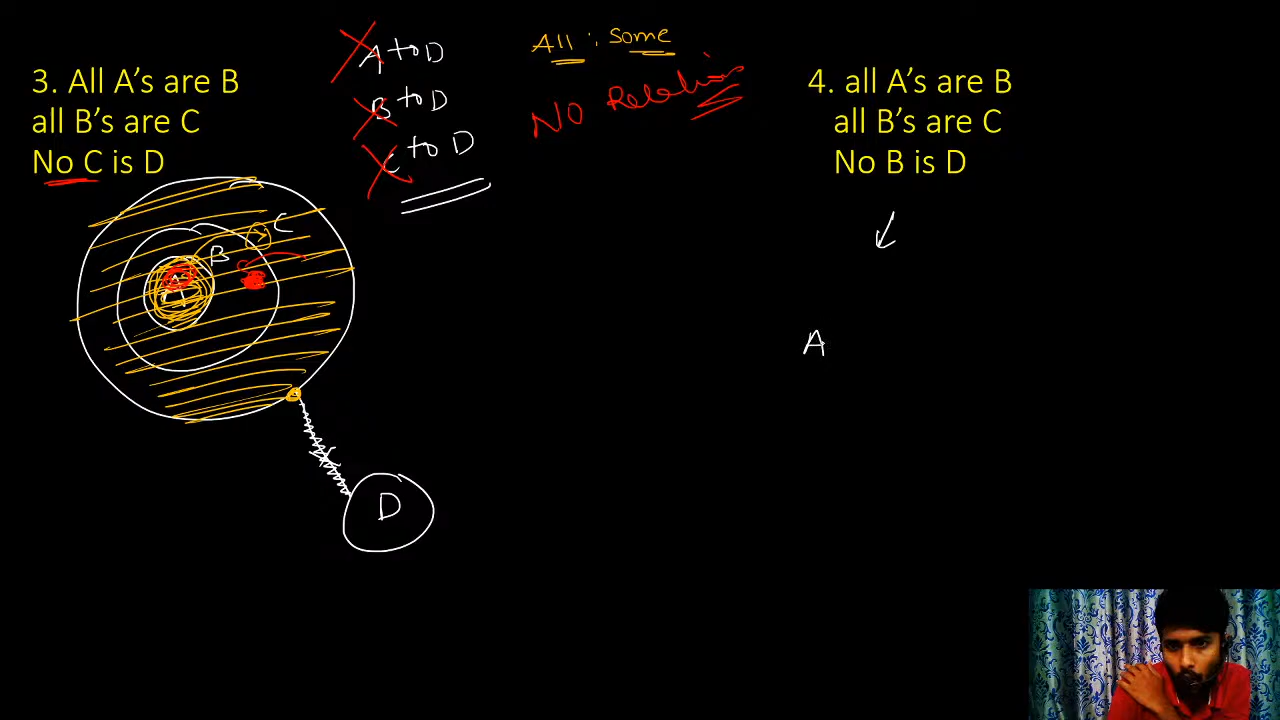 3. All A's are B
all B's are C
No C is D
A to D
B to D
C to D
All : Some
NO Relation
4. all A's are B
all B's are C
No B is D
C
B
A
D
A